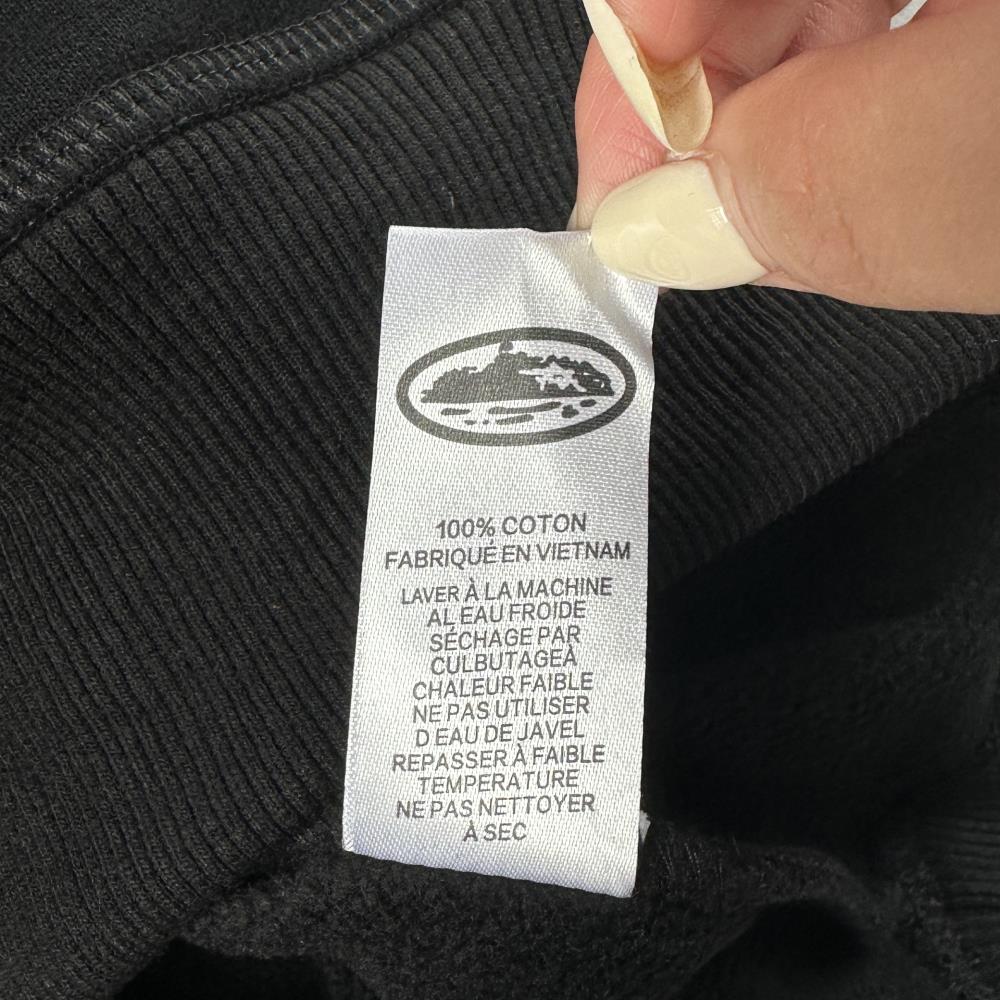 100% COTON
FABRIQUÉ EN VIETNAM
LAVER À LA MACHINE
AL EAU FROIDE
SÉCHAGE PAR
CULBUTAGEÀ
CHALEUR FAIBLE
NE PAS UTILISER
D EAU DE JAVEL
REPASSER À FAIBLE
TEMPERATURE
NE PAS NETTOYER
À SEC